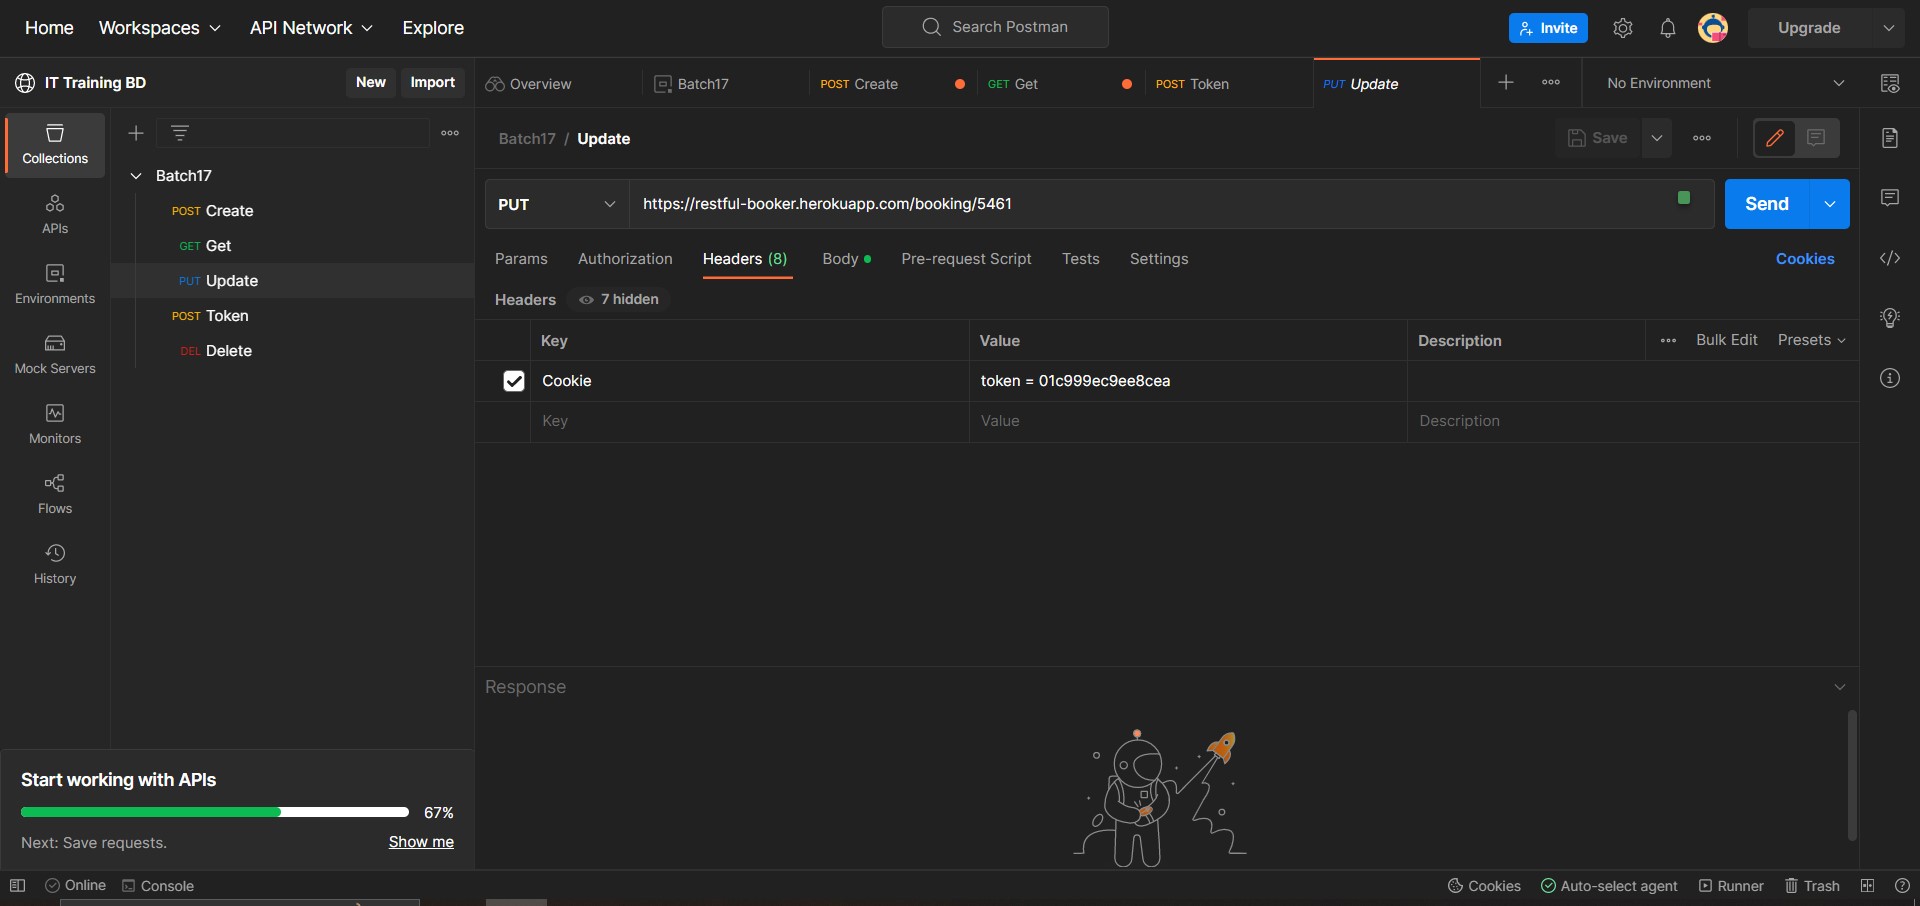 Home Workspaces API Network Explore Search Postman Invite Upgrade
IT Training BD New Import Overview Batch17 POST Create GET Get POST Token PUT Update No Environment
Collections
APIs
Environments
Mock Servers
Monitors
Flows
History
Batch17
POST Create
GET Get
PUT Update
POST Token
DEL Delete
Batch17 / Update Save
PUT https://restful-booker.herokuapp.com/booking/5461 Send
Params Authorization Headers (8) Body Pre-request Script Tests Settings Cookies
Headers 7 hidden
Key Value Description Bulk Edit Presets
Cookie token = 01c999ec9ee8cea
Key Value Description
Response
Start working with APIs
67%
Next: Save requests. Show me
Online Console Cookies Auto-select agent Runner Trash